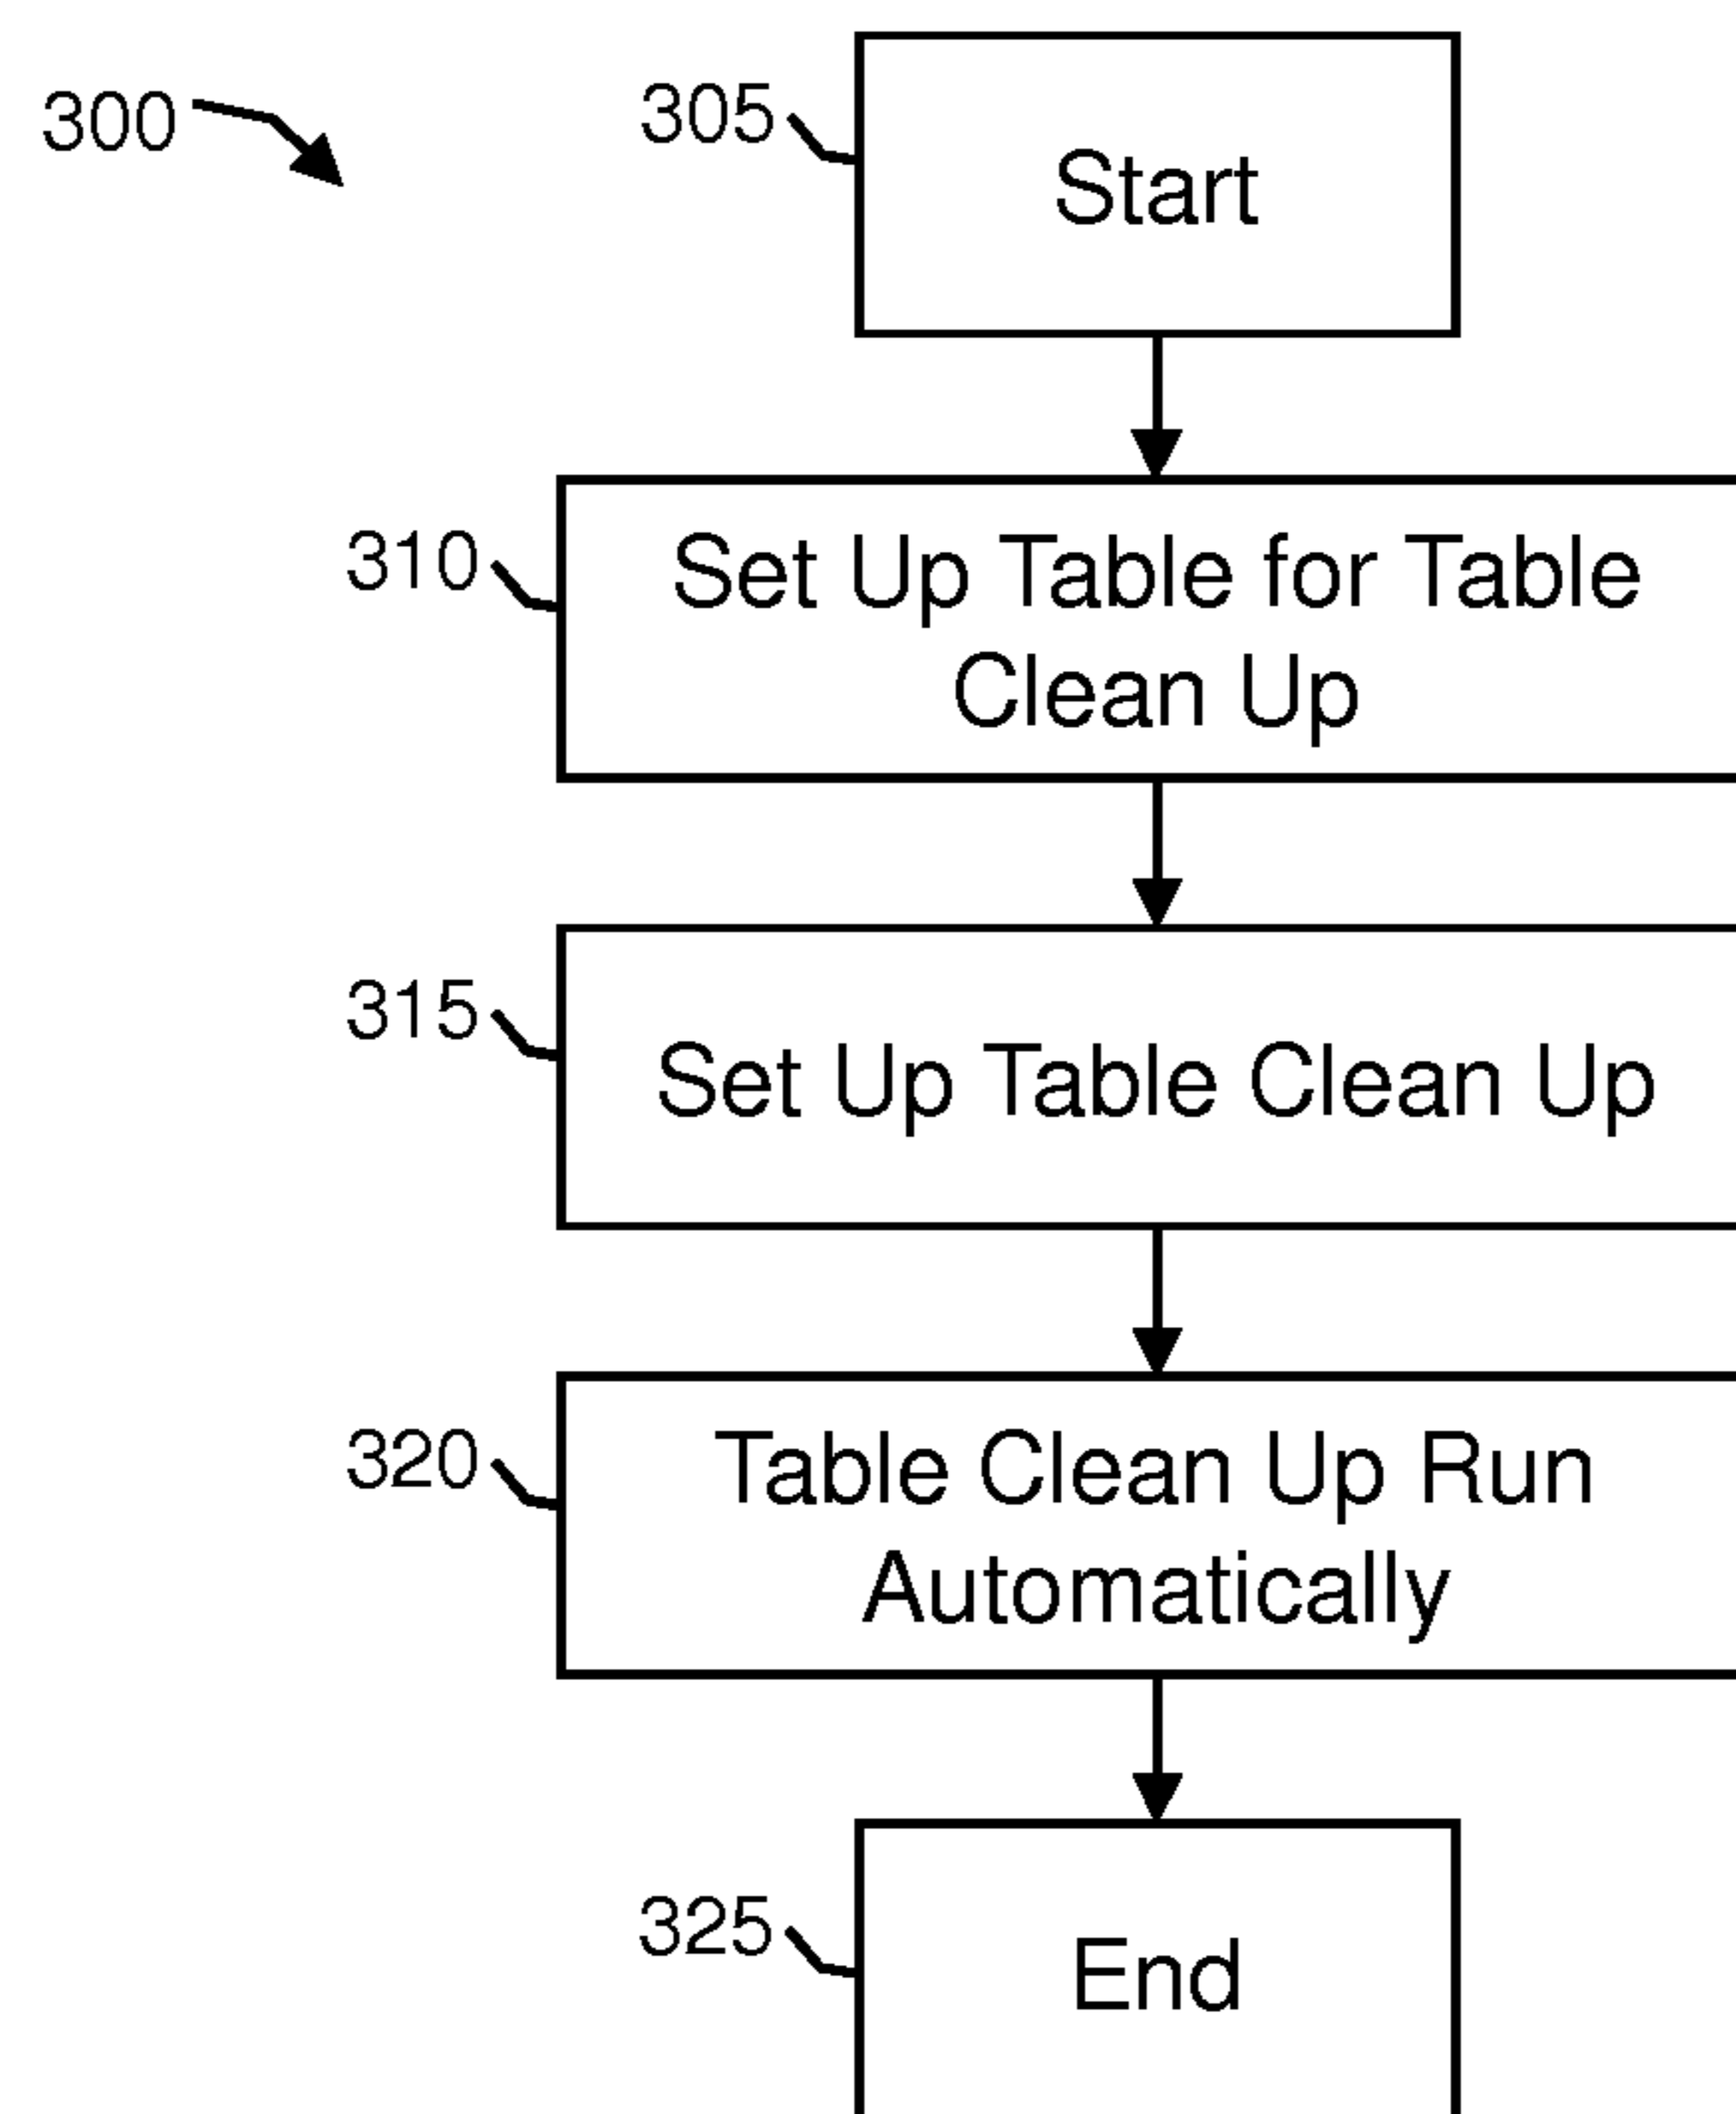 300
305
Start
310
Set Up Table for Table
Clean Up
315
Set Up Table Clean Up
320
Table Clean Up Run
Automatically
325
End